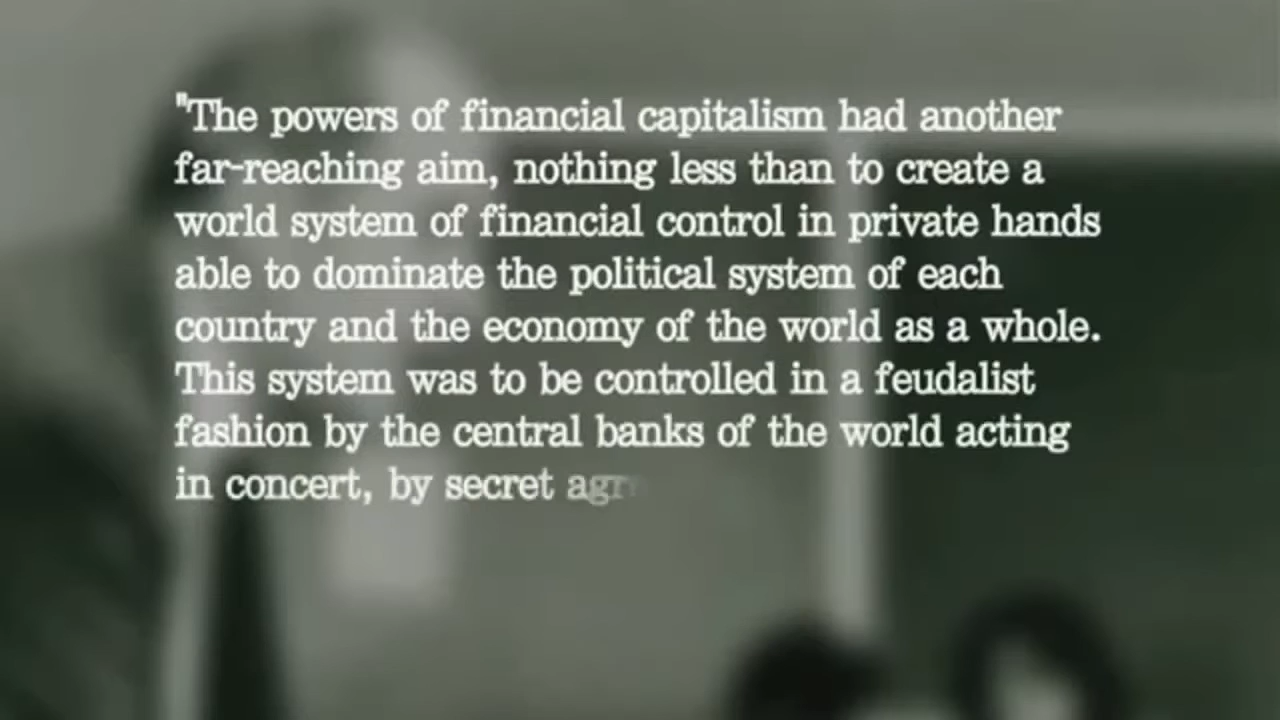 "The powers of financial capitalism had another
far-reaching aim, nothing less than to create a
world system of financial control in private hands
able to dominate the political system of each
country and the economy of the world as a whole.
This system was to be controlled in a feudalist
fashion by the central banks of the world acting
in concert, by secret agr